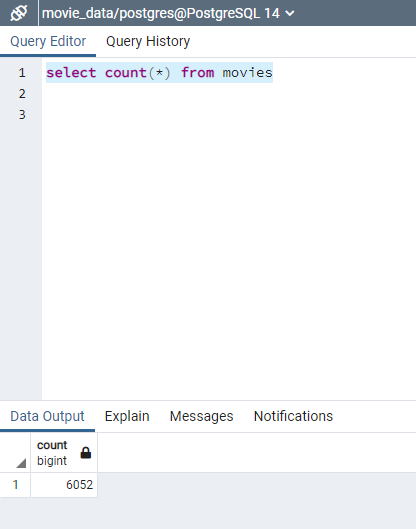 movie_data/postgres@PostgreSQL 14
Query Editor Query History
1 select count(*) from movies
2
3
Data Output Explain Messages Notifications
count
bigint
1 6052